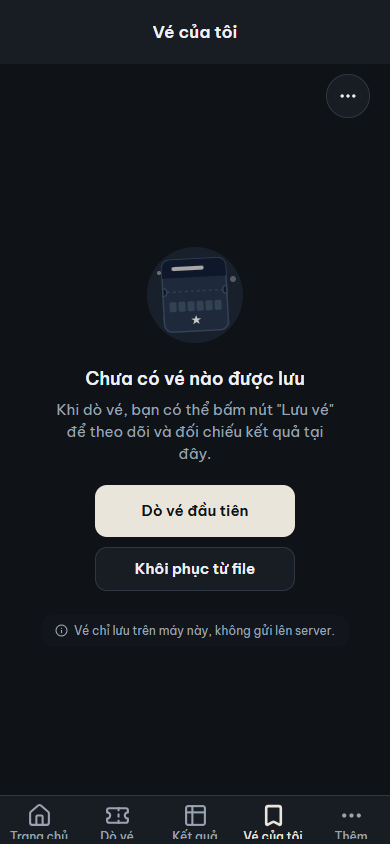 Vé của tôi
Chưa có vé nào được lưu
Khi dò vé, bạn có thể bấm nút "Lưu vé"
để theo dõi và đối chiếu kết quả tại
đây.
Dò vé đầu tiên
Khôi phục từ file
Vé chỉ lưu trên máy này, không gửi lên server.
Trang chủ
Dò vé
Kết quả
Vé của tôi
Thêm